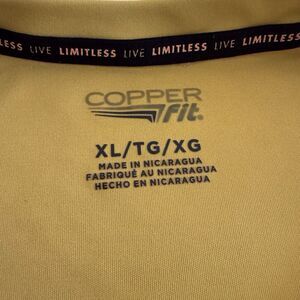 LESS LIVE LIMITLESS LIVE LIMITLESS LIVE LIMITLESS
COPPER
fit.
XL/TG/XG
MADE IN NICARAGUA
FABRIQUÉ AU NICARAGUA
HECHO EN NICARAGUA